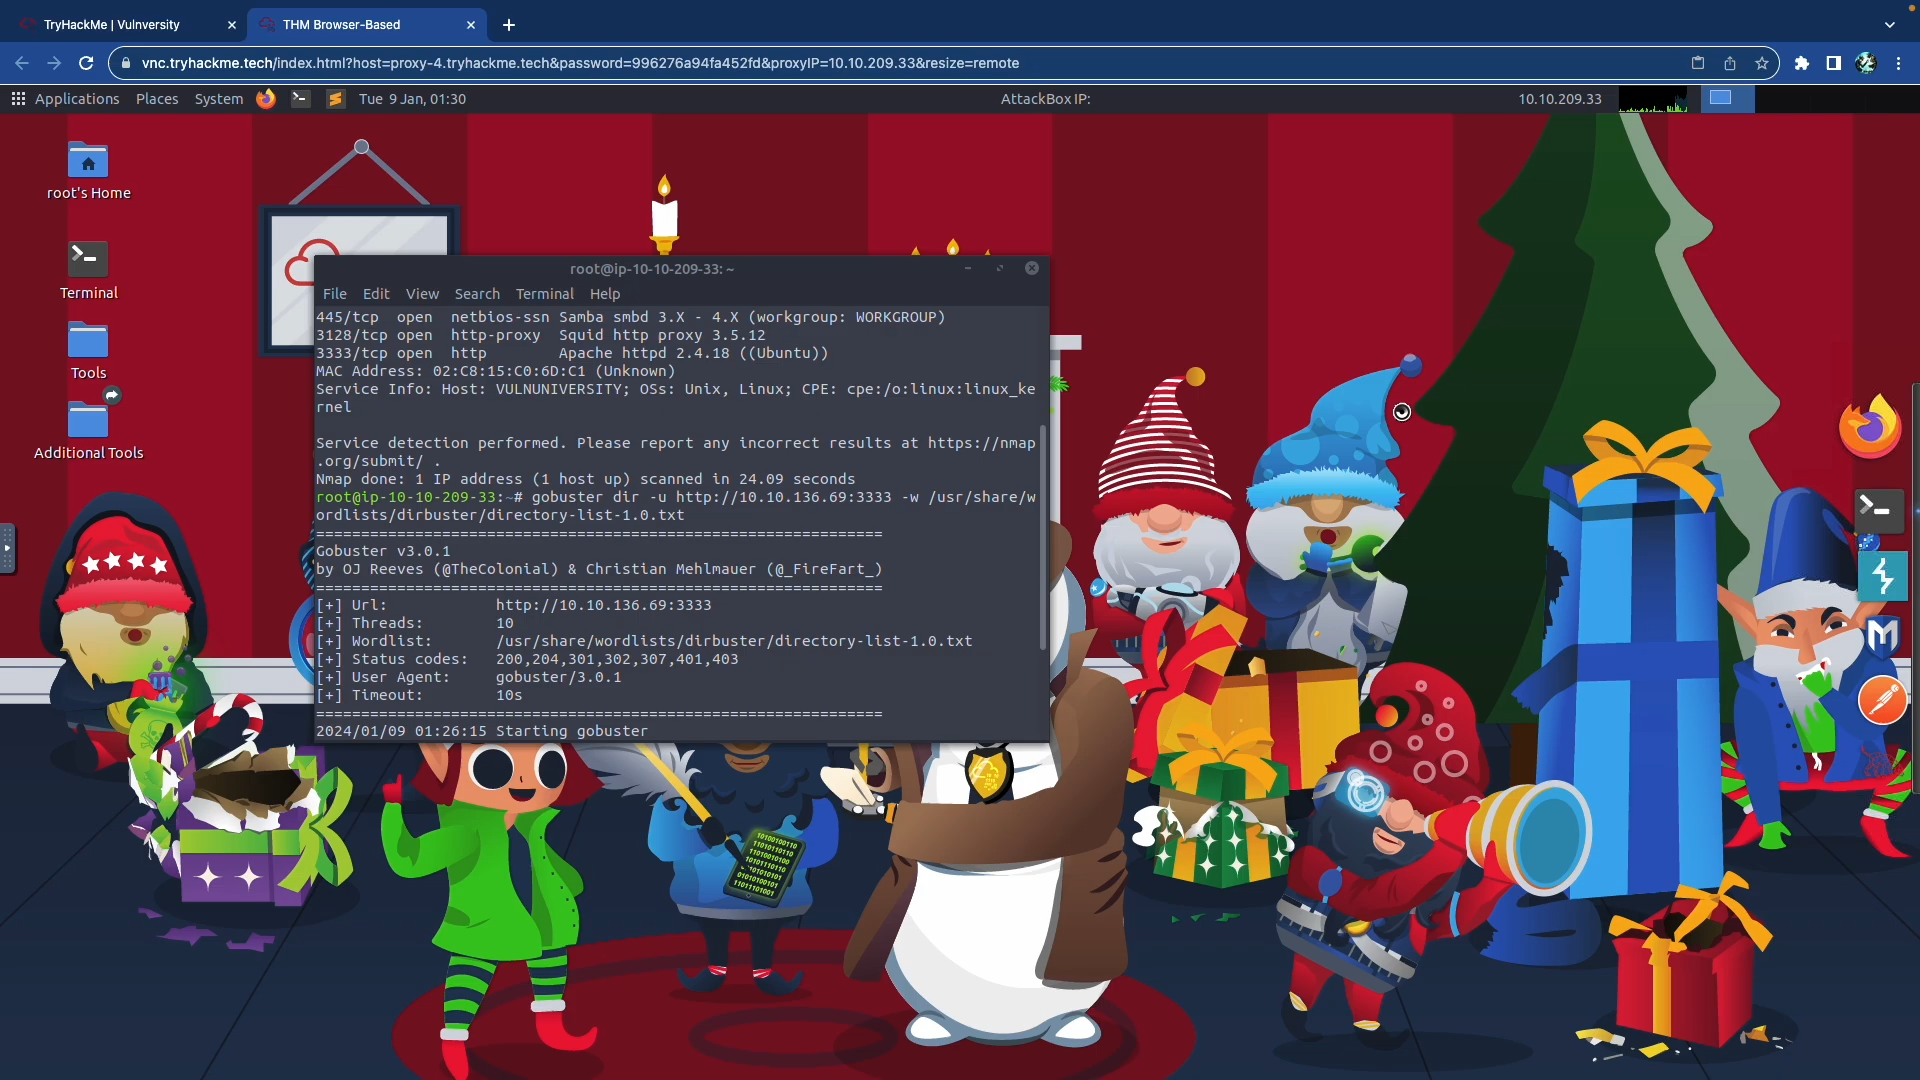 TryHackMe | Vulnversity
THM Browser-Based
vnc.tryhackme.tech/index.html?host=proxy-4.tryhackme.tech&password=996276a94fa452fd&proxyIP=10.10.209.33&resize=remote
Applications Places System Tue 9 Jan, 01:30 AttackBox IP: 10.10.209.33
root's Home
Terminal
Tools
Additional Tools
root@ip-10-10-209-33: ~
File Edit View Search Terminal Help
445/tcp open netbios-ssn Samba smbd 3.X - 4.X (workgroup: WORKGROUP)
3128/tcp open http-proxy Squid http proxy 3.5.12
3333/tcp open http Apache httpd 2.4.18 ((Ubuntu))
MAC Address: 02:C8:15:C0:6D:C1 (Unknown)
Service Info: Host: VULNUNIVERSITY; OSs: Unix, Linux; CPE: cpe:/o:linux:linux_ke
rnel
Service detection performed. Please report any incorrect results at https://nmap
.org/submit/ .
Nmap done: 1 IP address (1 host up) scanned in 24.09 seconds
root@ip-10-10-209-33:~# gobuster dir -u http://10.10.136.69:3333 -w /usr/share/w
ordlists/dirbuster/directory-list-1.0.txt
===============================================================
Gobuster v3.0.1
by OJ Reeves (@TheColonial) & Christian Mehlmauer (@_FireFart_)
===============================================================
[+] Url: http://10.10.136.69:3333
[+] Threads: 10
[+] Wordlist: /usr/share/wordlists/dirbuster/directory-list-1.0.txt
[+] Status codes: 200,204,301,302,307,401,403
[+] User Agent: gobuster/3.0.1
[+] Timeout: 10s
===============================================================
2024/01/09 01:26:15 Starting gobuster